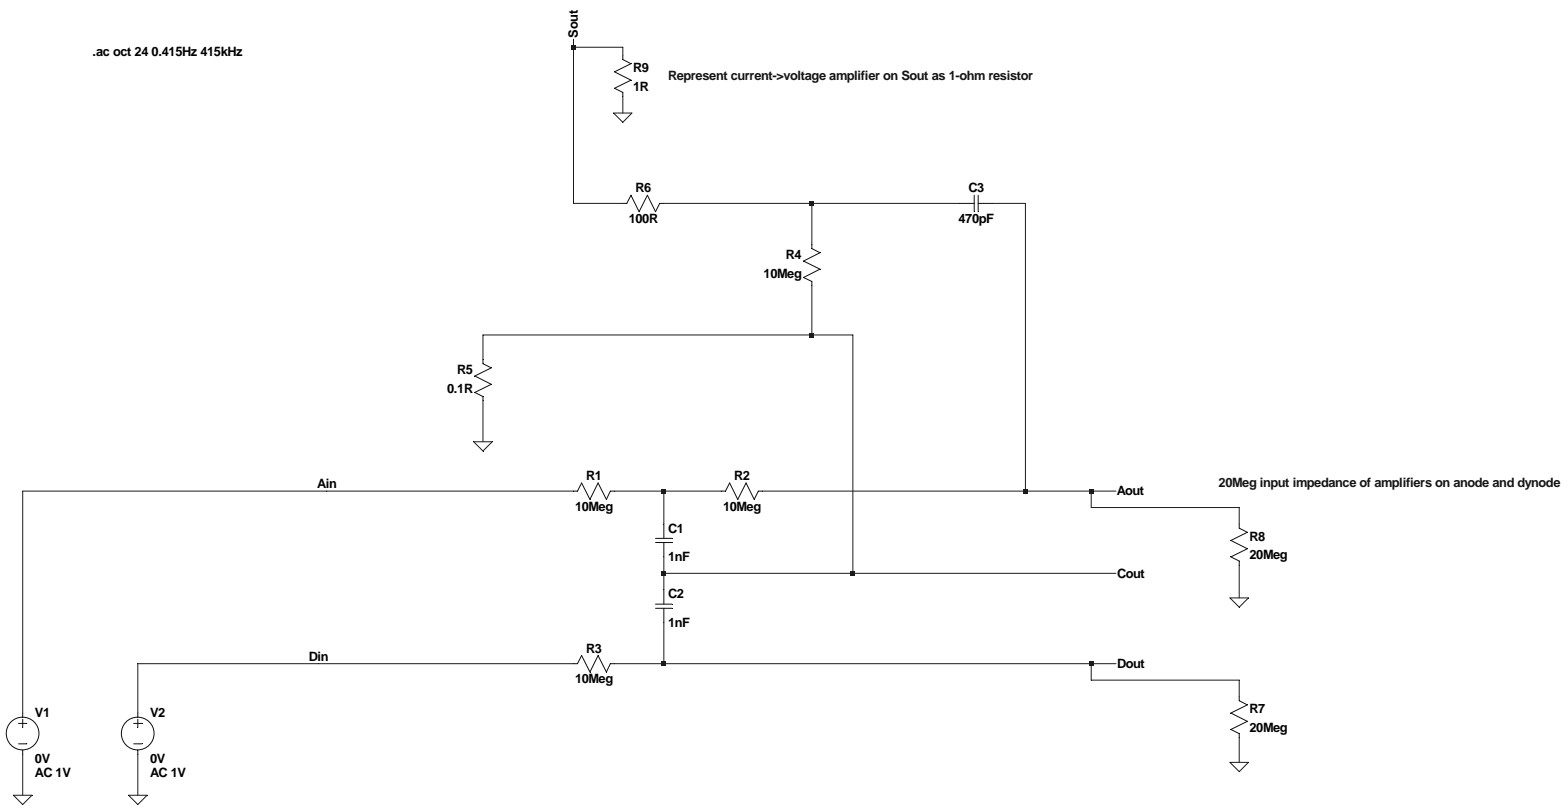 Sout
.ac oct 24 0.415Hz 415kHz
R9
1R
Represent current->voltage amplifier on Sout as 1-ohm resistor
R6
100R
C3
470pF
R4
10Meg
R5
0.1R
Ain
R1
10Meg
R2
10Meg
Aout
20Meg input impedance of amplifiers on anode and dynode
C1
1nF
R8
20Meg
Cout
C2
1nF
Din
R3
10Meg
Dout
V1
0V
AC 1V
V2
0V
AC 1V
R7
20Meg